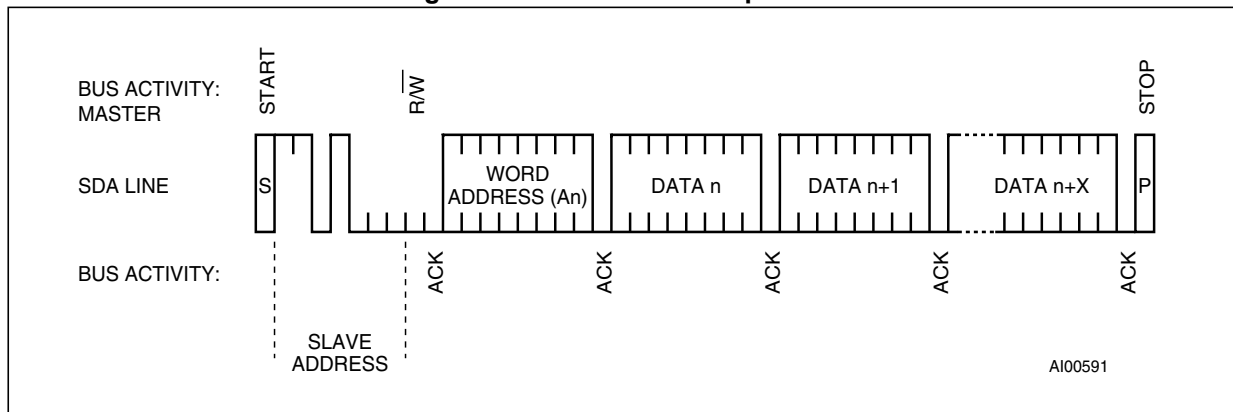 BUS ACTIVITY:
MASTER
START
R/W
STOP
SDA LINE
S
WORD
ADDRESS (An)
DATA n
DATA n+1
DATA n+X
P
BUS ACTIVITY:
ACK
ACK
ACK
ACK
ACK
SLAVE
ADDRESS
AI00591